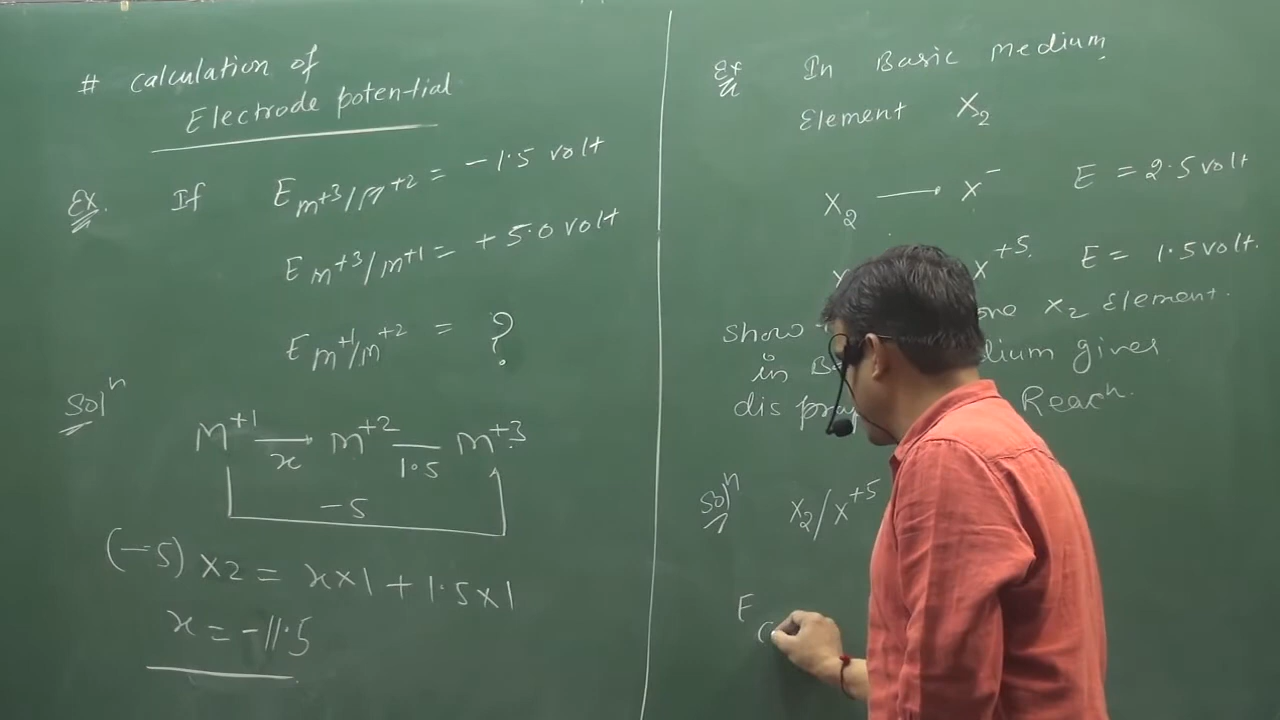 # Calculation of
Electrode potential
Ex. If E m+3/m+2 = -1.5 volt
E m+3/m+1 = +5.0 volt
E m+1/m+2 = ?
Soln
m+1 → m+2 — m+3
x 1.5
-5
(-5) x2 = x×1 + 1.5×1
x = -11.5
Ex In Basic medium
Element X2
X2 → X- E = 2.5 volt
X+5 E = 1.5 volt.
Show X2 Element.
in gives
Reach.
Soln X2/X+5
E